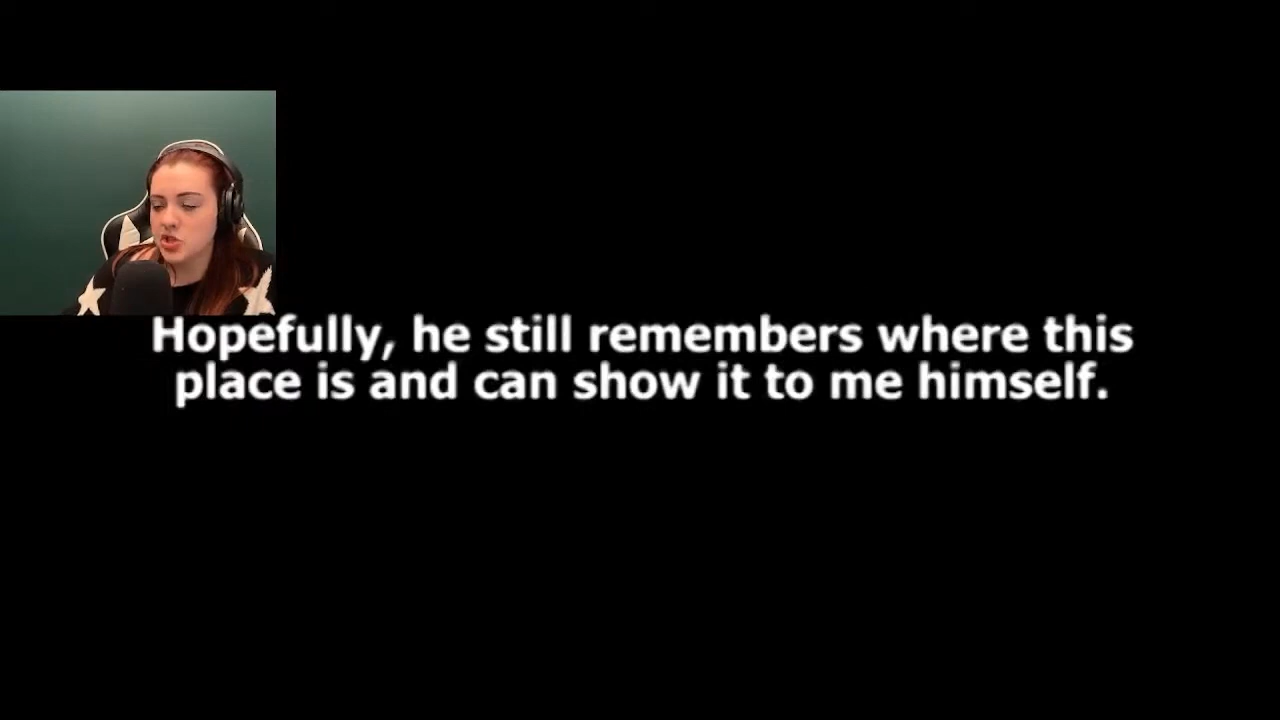 Hopefully, he still remembers where this
place is and can show it to me himself.